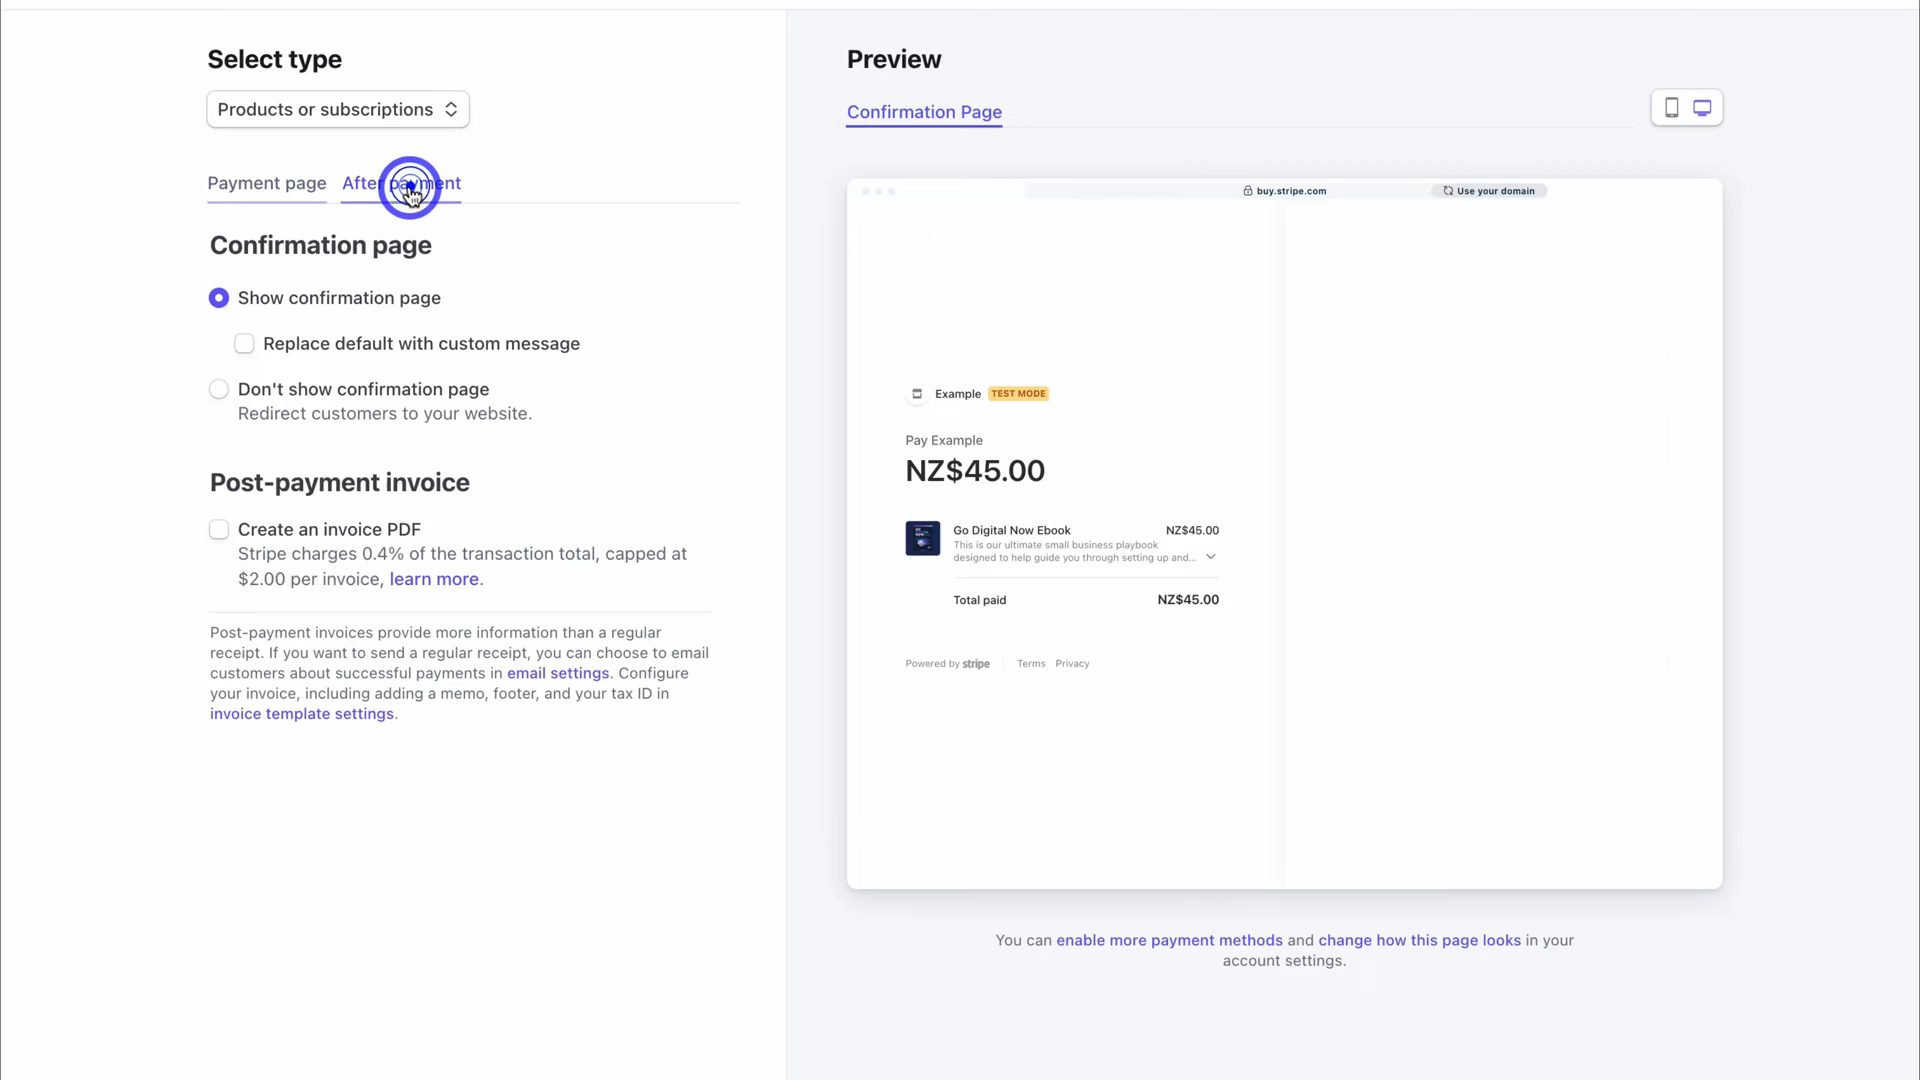 Select type
Products or subscriptions
Payment page
After payment
Confirmation page
Show confirmation page
Replace default with custom message
Don't show confirmation page
Redirect customers to your website.
Post-payment invoice
Create an invoice PDF
Stripe charges 0.4% of the transaction total, capped at
$2.00 per invoice, learn more.
Post-payment invoices provide more information than a regular
receipt. If you want to send a regular receipt, you can choose to email
customers about successful payments in email settings. Configure
your invoice, including adding a memo, footer, and your tax ID in
invoice template settings.
Preview
Confirmation Page
buy.stripe.com
Use your domain
Example TEST MODE
Pay Example
NZ$45.00
Go Digital Now Ebook NZ$45.00
This is our ultimate small business playbook
designed to help guide you through setting up and...
Total paid NZ$45.00
Powered by stripe Terms Privacy
You can enable more payment methods and change how this page looks in your
account settings.